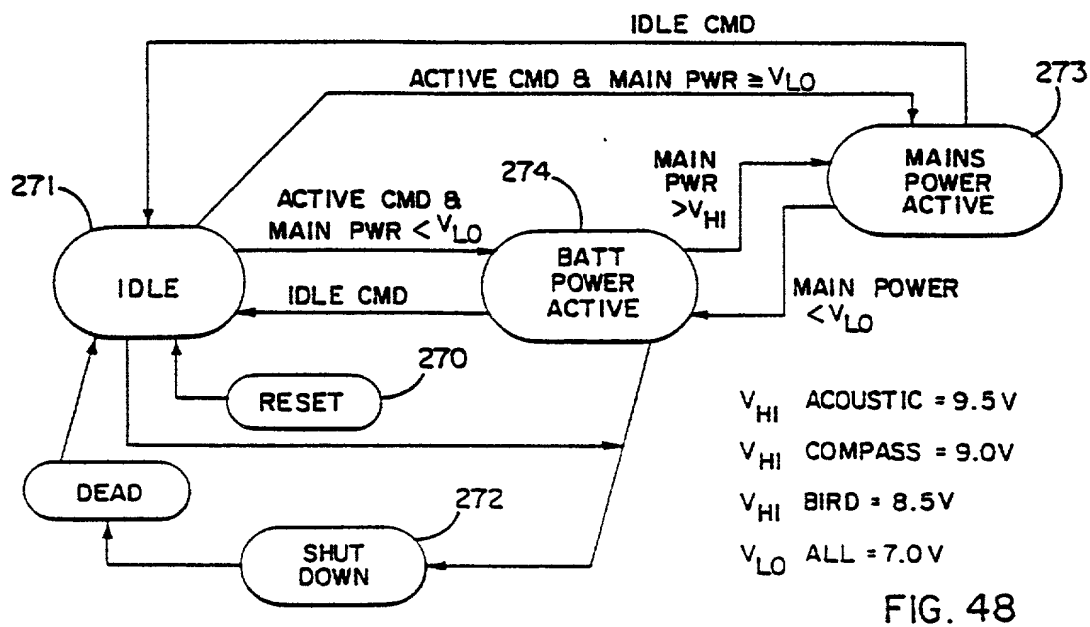 IDLE CMD
ACTIVE CMD & MAIN PWR ≧ VLO
273
MAINS
POWER
ACTIVE
271
274
MAIN
PWR
>VHI
ACTIVE CMD &
MAIN PWR < VLO
IDLE
BATT
POWER
ACTIVE
IDLE CMD
MAIN POWER
<VLO
270
RESET
VHI ACOUSTIC = 9.5V
VHI COMPASS = 9.0V
VHI BIRD = 8.5V
VLO ALL = 7.0V
DEAD
272
SHUT
DOWN
FIG. 48